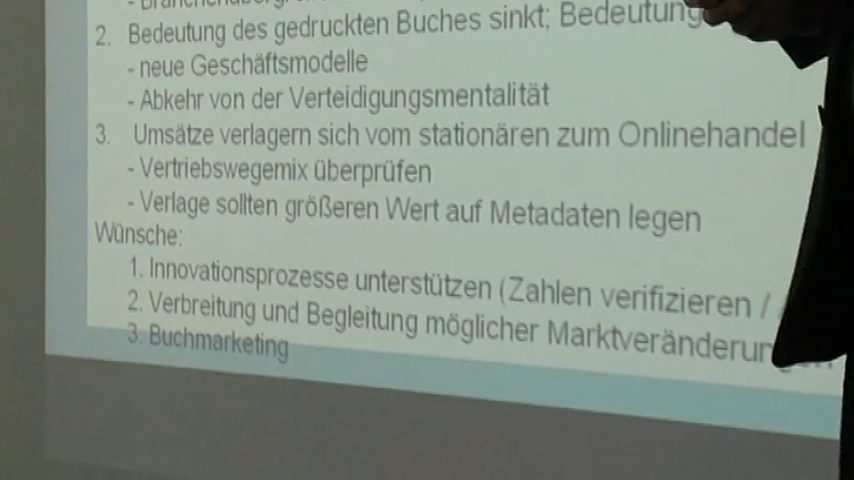 2. Bedeutung des gedruckten Buches sinkt; Bedeutung
- neue Geschäftsmodelle
- Abkehr von der Verteidigungsmentalität
3. Umsätze verlagern sich vom stationären zum Onlinehandel
- Vertriebswegemix überprüfen
- Verlage sollten größeren Wert auf Metadaten legen
Wünsche:
1. Innovationsprozesse unterstützen (Zahlen verifizieren /
2. Verbreitung und Begleitung möglicher Marktveränderungen
3. Buchmarketing